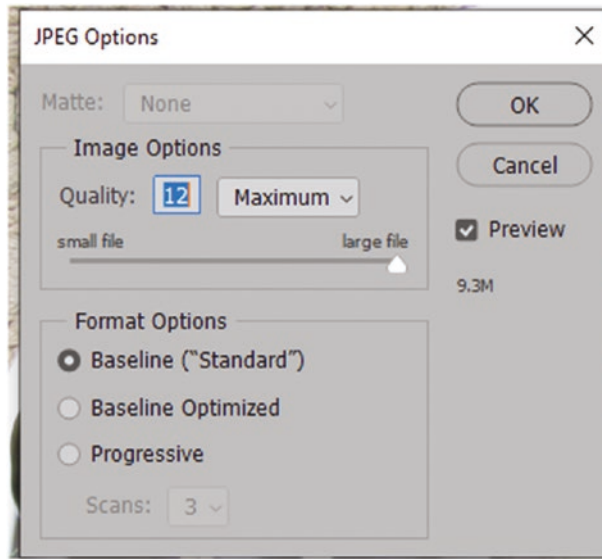 JPEG Options
Matte: None
OK
Image Options
Cancel
Quality: 12 Maximum
Preview
small file large file
9.3M
Format Options
Baseline (“Standard”)
Baseline Optimized
Progressive
Scans: 3